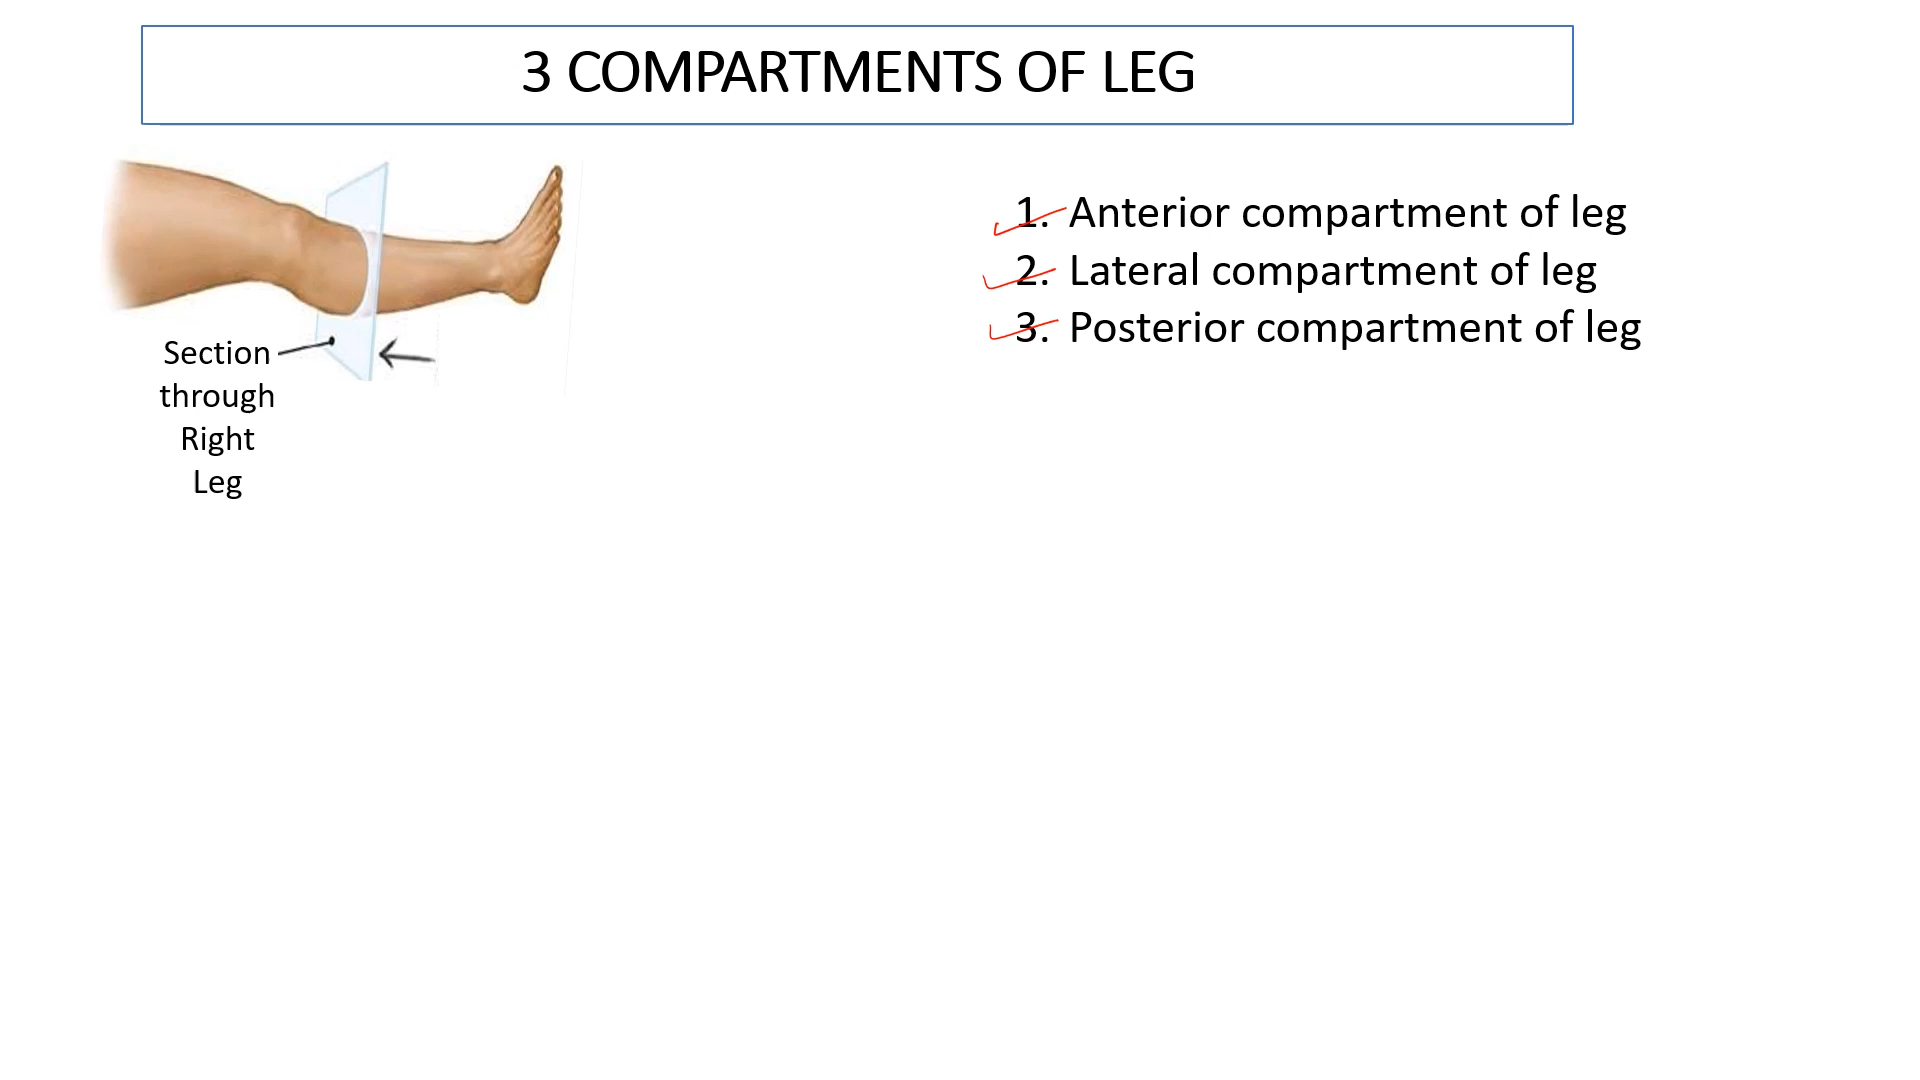 3 COMPARTMENTS OF LEG
1. Anterior compartment of leg
2. Lateral compartment of leg
3. Posterior compartment of leg
Section
through
Right
Leg